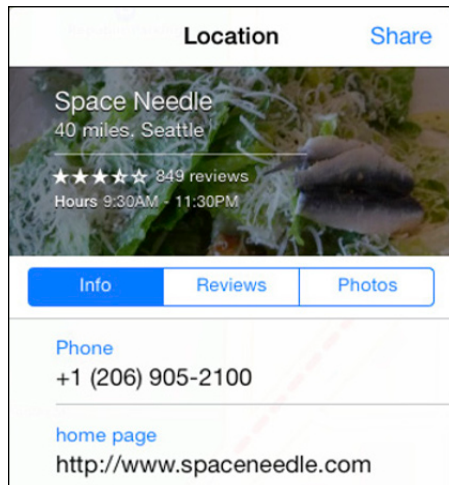 Location Share
Space Needle
40 miles, Seattle
849 reviews
Hours 9:30AM - 11:30PM
Info Reviews Photos
Phone
+1 (206) 905-2100
home page
http://www.spaceneedle.com